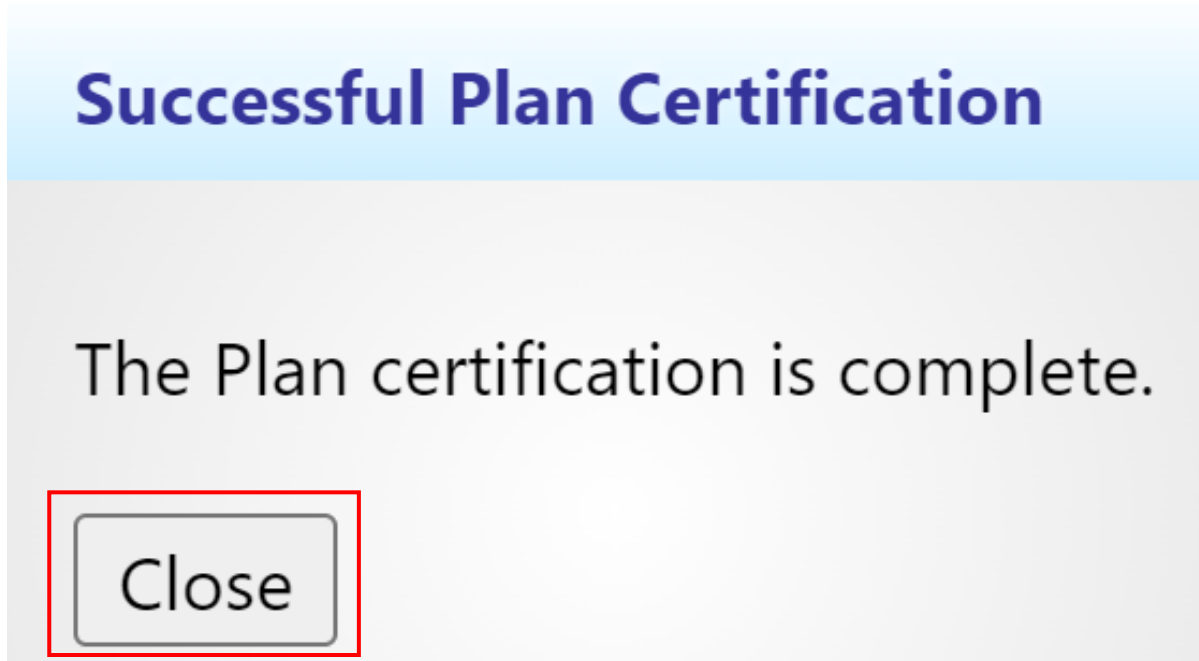 Successful Plan Certification
The Plan certification is complete.
Close